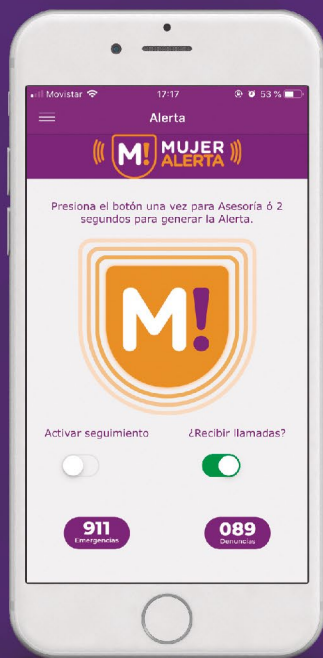 Movistar 17:17 53 %
Alerta
M! MUJER
ALERTA
Presiona el botón una vez para Asesoría ó 2
segundos para generar la Alerta.
M!
Activar seguimiento ¿Recibir llamadas?
911 089
Emergencias Denuncias